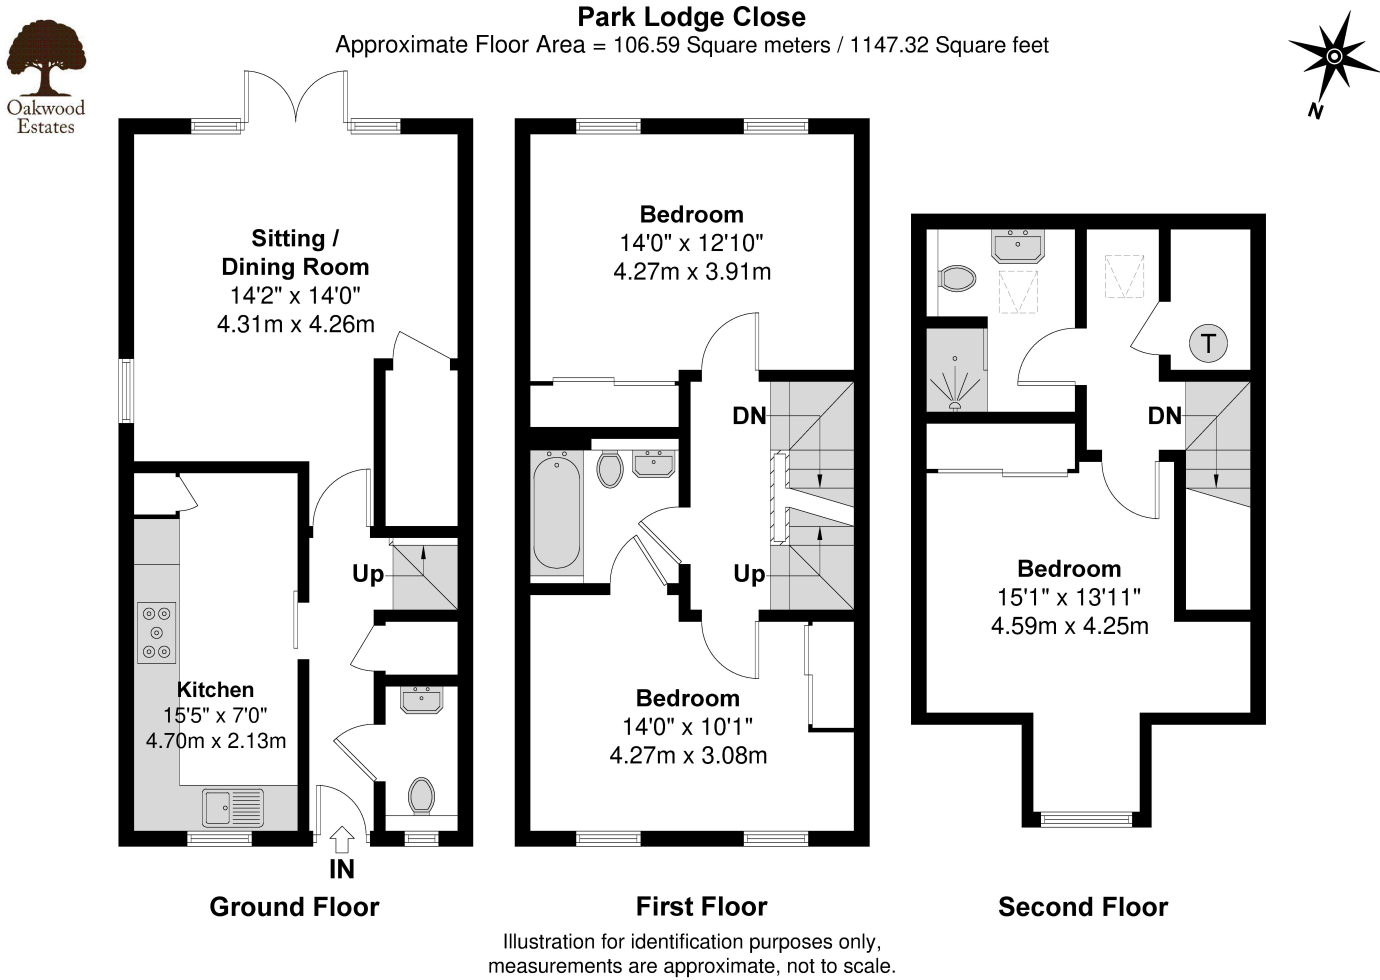 Park Lodge Close
Approximate Floor Area = 106.59 Square meters / 1147.32 Square feet
Oakwood
Estates
N
Sitting /
Dining Room
14'2" x 14'0"
4.31m x 4.26m
Up
Kitchen
15'5" x 7'0"
4.70m x 2.13m
IN
Ground Floor
Bedroom
14'0" x 12'10"
4.27m x 3.91m
DN
Up
Bedroom
14'0" x 10'1"
4.27m x 3.08m
First Floor
T
DN
Bedroom
15'1" x 13'11"
4.59m x 4.25m
Second Floor
Illustration for identification purposes only,
measurements are approximate, not to scale.